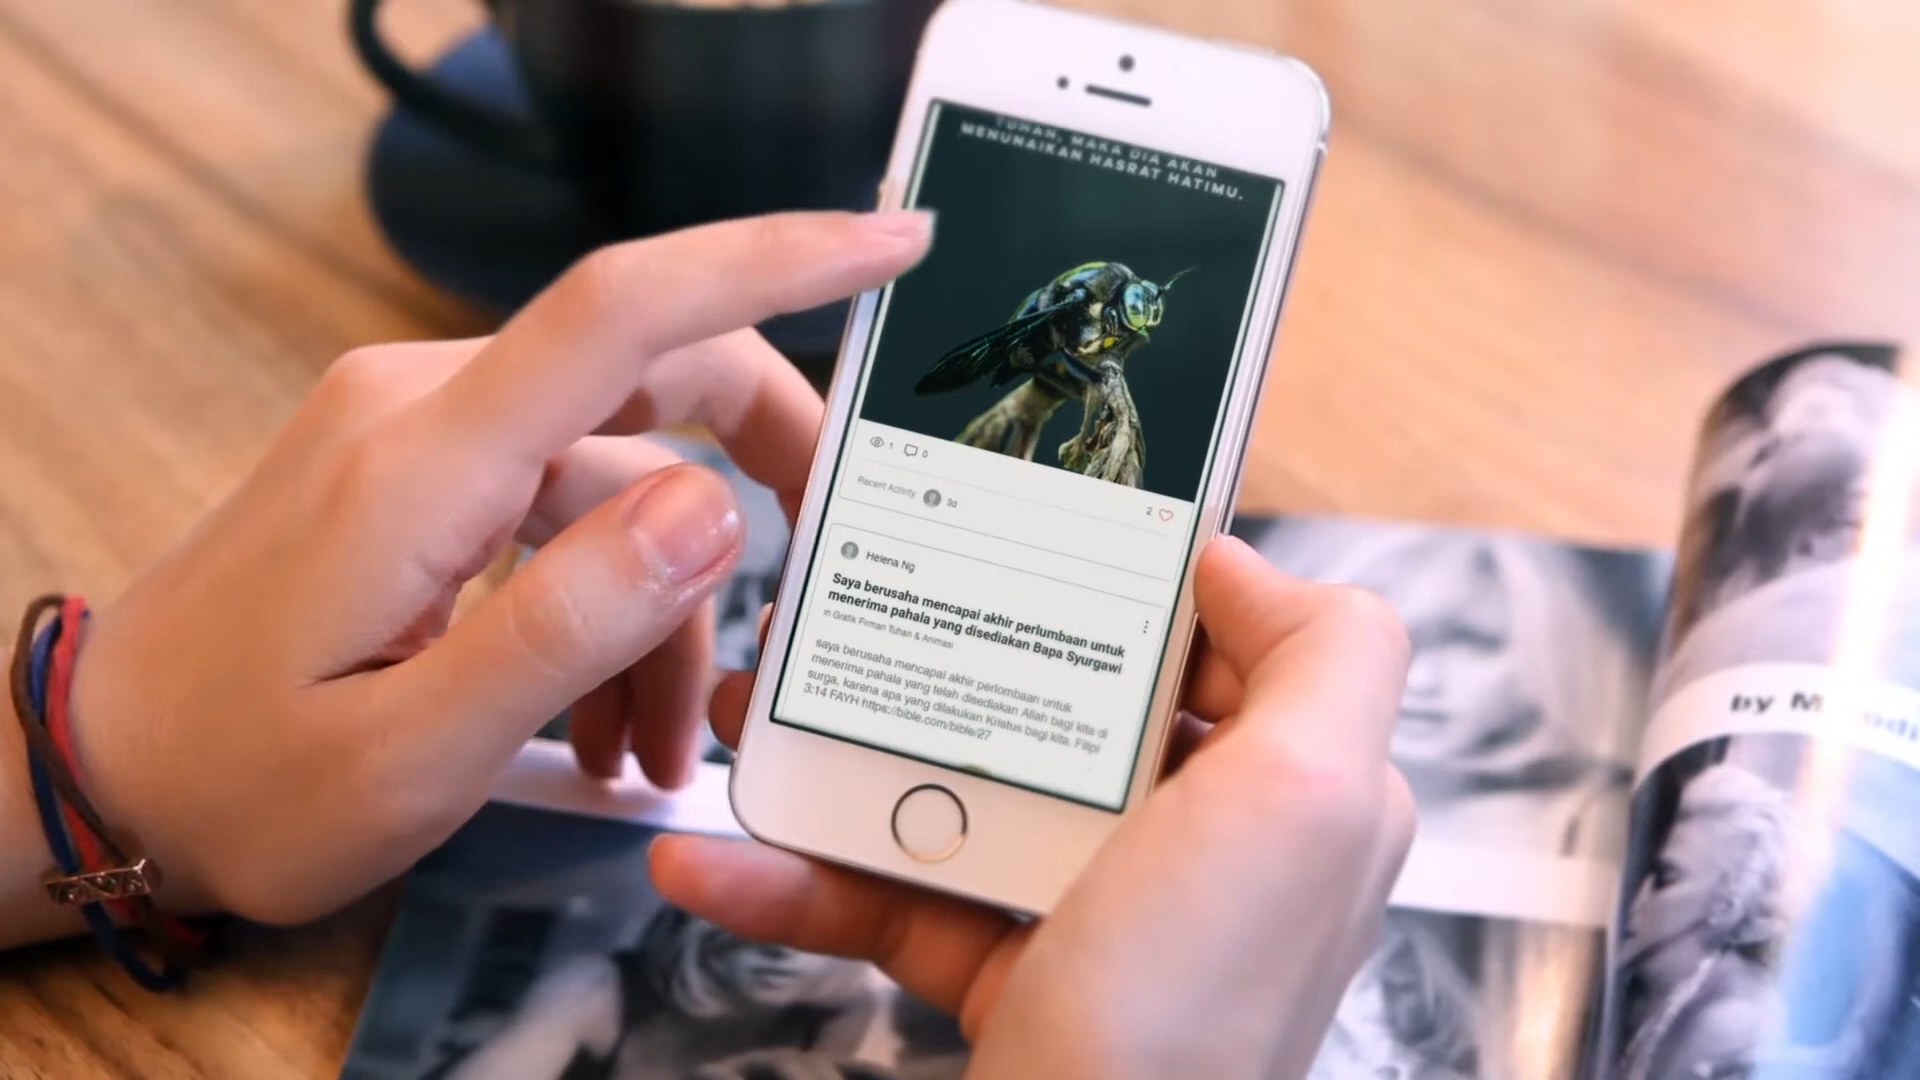 TUHAN, MAKA DIA AKAN
MENUNAIKAN HASRAT HATIMU.
1
0
Recent Activity
3d
2
Helena Ng
Saya berusaha mencapai akhir perlumbaan untuk
menerima pahala yang disediakan Bapa Syurgawi
in Grafik Firman Tuhan & Animasi
saya berusaha mencapai akhir perlombaan untuk
menerima pahala yang telah disediakan Allah bagi kita di
surga, karena apa yang dilakukan Kristus bagi kita. Filipi
3:14 FAYH https://bible.com/bible/27
by